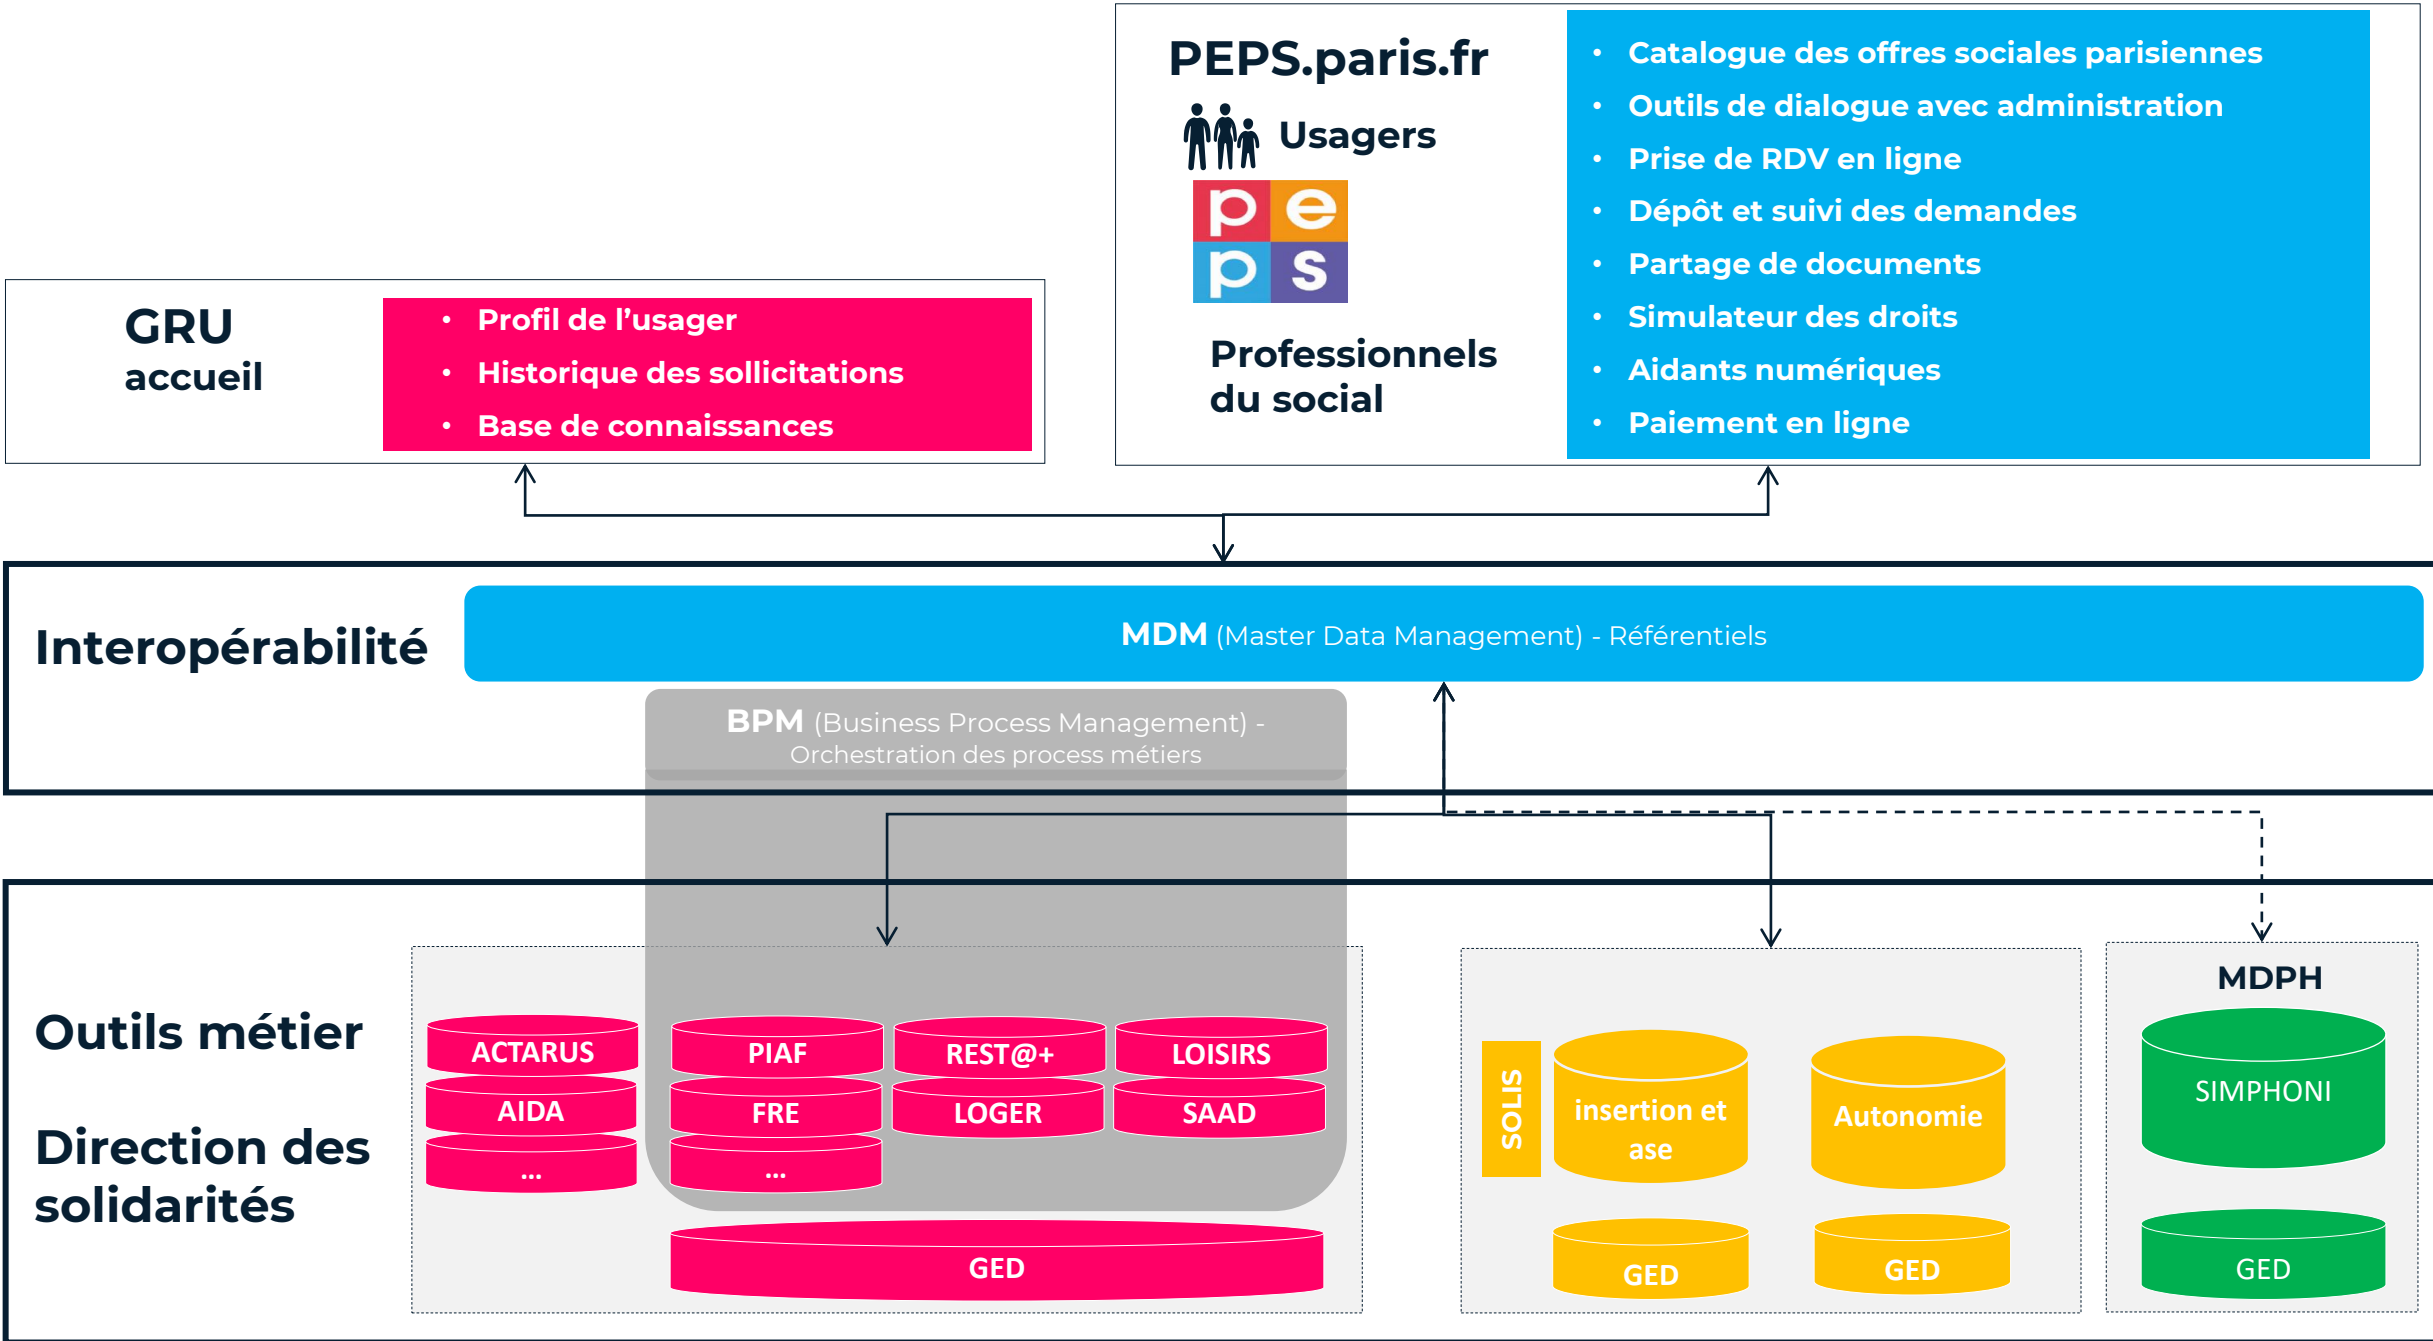 PEPS.paris.fr
Usagers
p e
p s
Professionnels
du social
• Catalogue des offres sociales parisiennes
• Outils de dialogue avec administration
• Prise de RDV en ligne
• Dépôt et suivi des demandes
• Partage de documents
• Simulateur des droits
• Aidants numériques
• Paiement en ligne
GRU
accueil
• Profil de l’usager
• Historique des sollicitations
• Base de connaissances
Interopérabilité
MDM (Master Data Management) - Référentiels
BPM (Business Process Management) -
Orchestration des process métiers
Outils métier
Direction des
solidarités
ACTARUS
AIDA
...
PIAF
FRE
...
REST@+
LOGER
LOISIRS
SAAD
GED
SOLIS
insertion et
ase
Autonomie
GED
GED
MDPH
SIMPHONI
GED